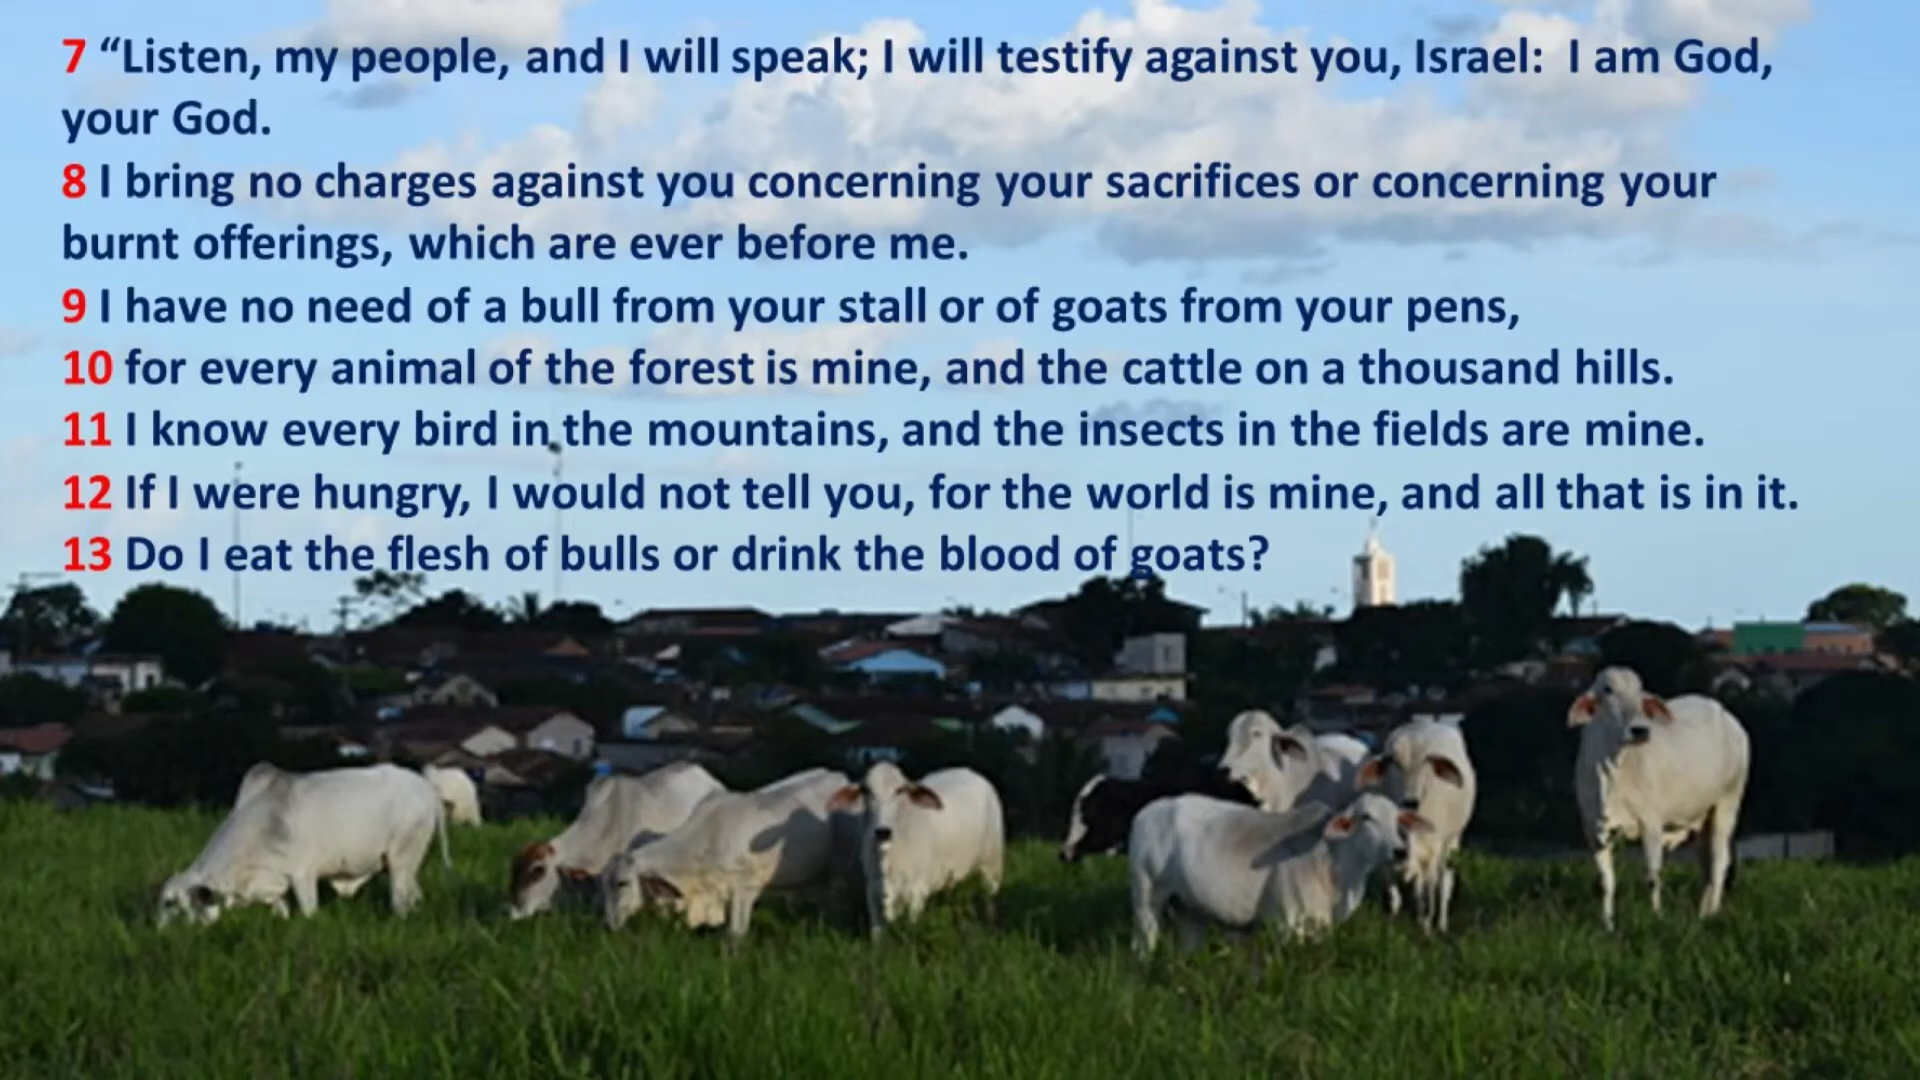 7 “Listen, my people, and I will speak; I will testify against you, Israel:  I am God,
your God.
8 I bring no charges against you concerning your sacrifices or concerning your
burnt offerings, which are ever before me.
9 I have no need of a bull from your stall or of goats from your pens,
10 for every animal of the forest is mine, and the cattle on a thousand hills.
11 I know every bird in the mountains, and the insects in the fields are mine.
12 If I were hungry, I would not tell you, for the world is mine, and all that is in it.
13 Do I eat the flesh of bulls or drink the blood of goats?